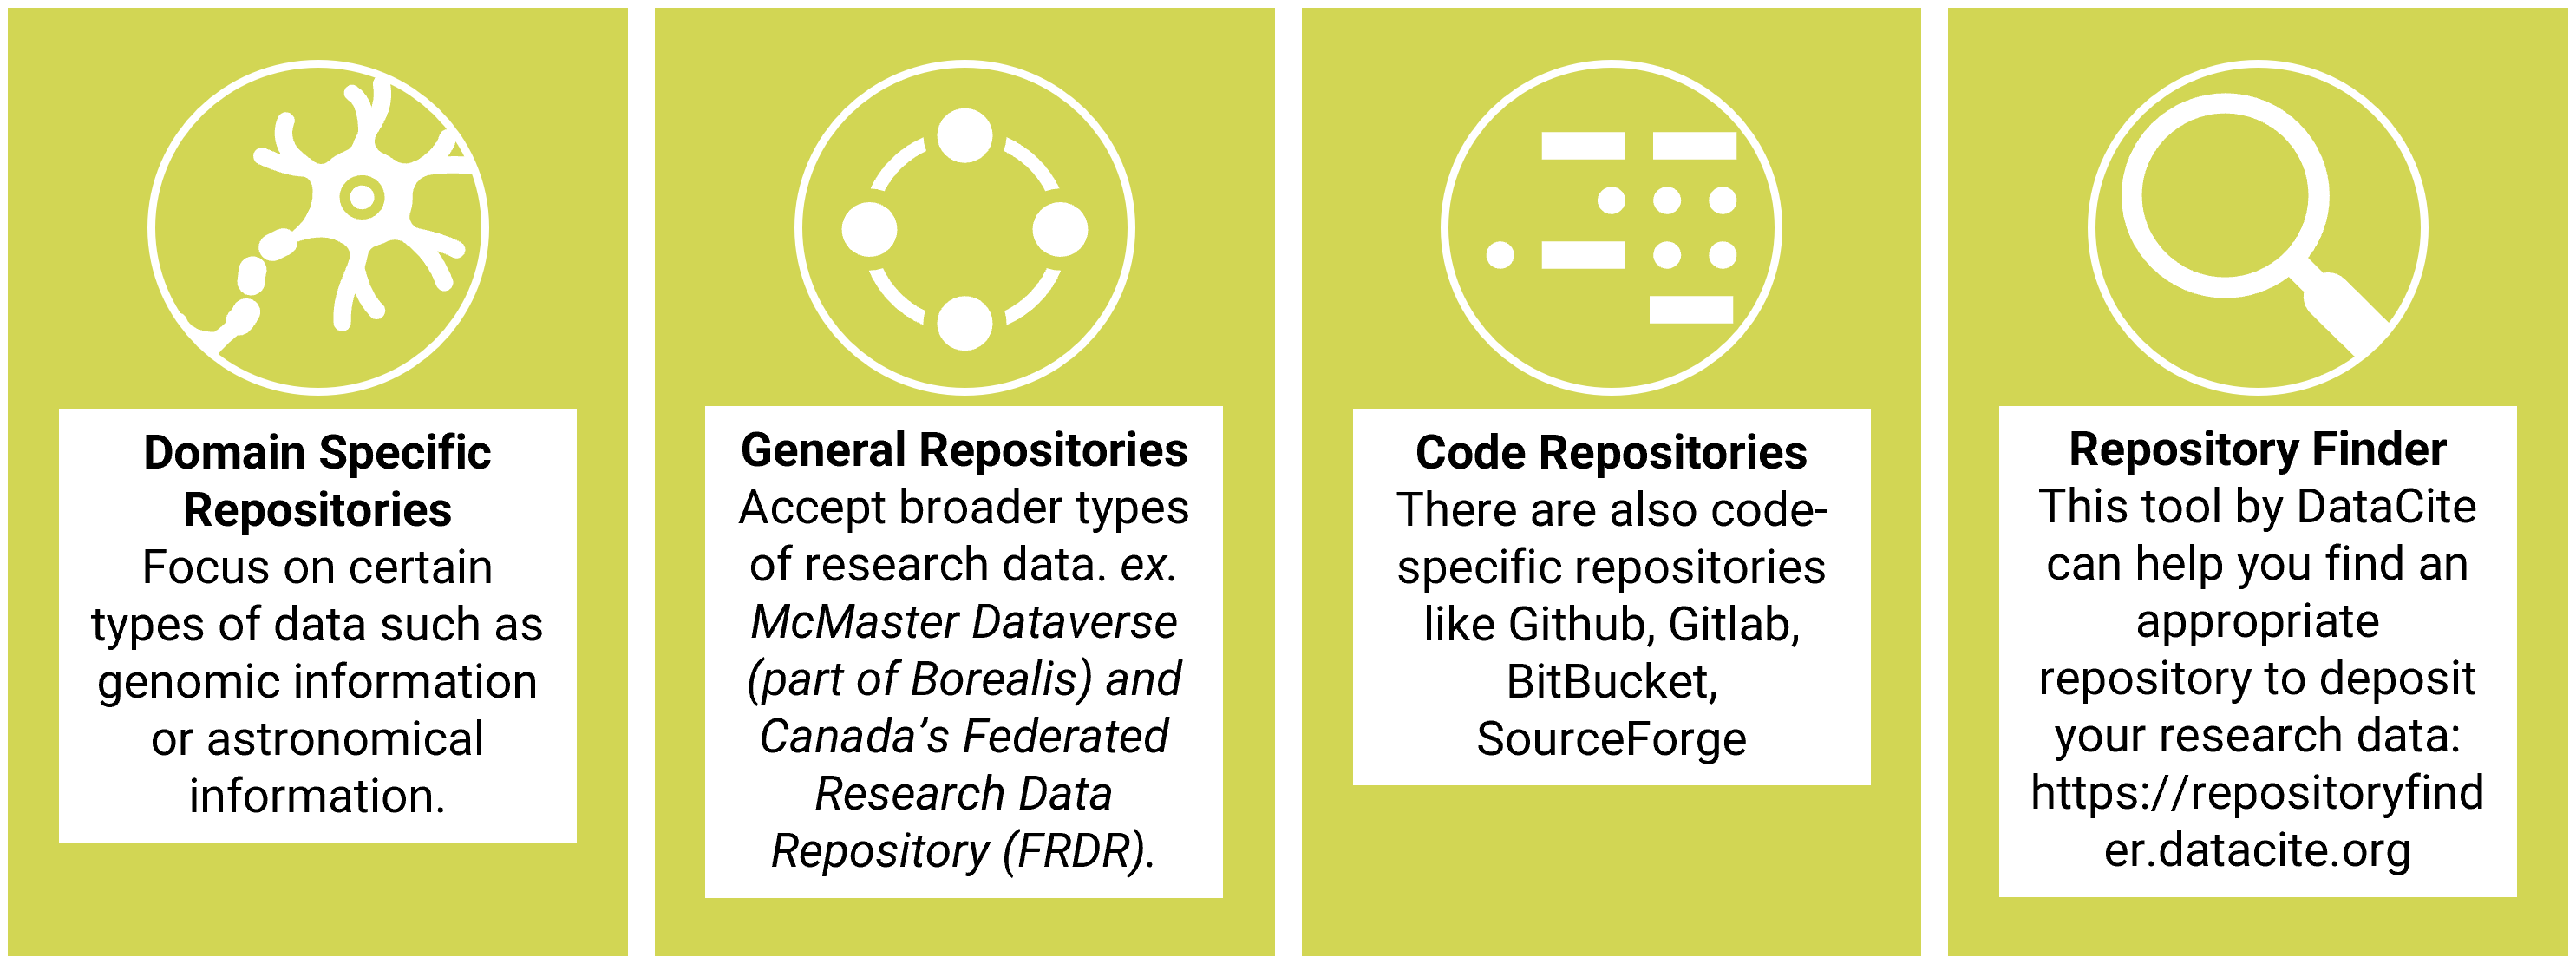 Domain Specific
Repositories
Focus on certain
types of data such as
genomic information
or astronomical
information.
General Repositories
Accept broader types
of research data. ex.
McMaster Dataverse
(part of Borealis) and
Canada’s Federated
Research Data
Repository (FRDR).
Code Repositories
There are also code-
specific repositories
like Github, Gitlab,
BitBucket,
SourceForge
Repository Finder
This tool by DataCite
can help you find an
appropriate
repository to deposit
your research data:
https://repositoryfind
er.datacite.org